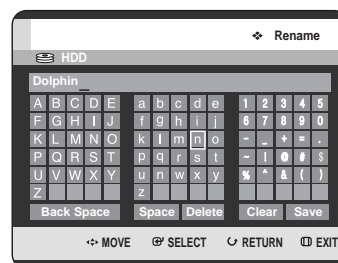 ❖ Rename
HDD
Dolphin_
A B C D E a b c d e 1 2 3 4 5
F G H I J f g h i j 6 7 8 9 0
K L M N O k l m n o - _ + = .
P Q R S T p q r s t ~ ! @ # $
U V W X Y u n w x y % ^ & ( )
Z z
Back Space Space Delete Clear Save
MOVE SELECT RETURN EXIT